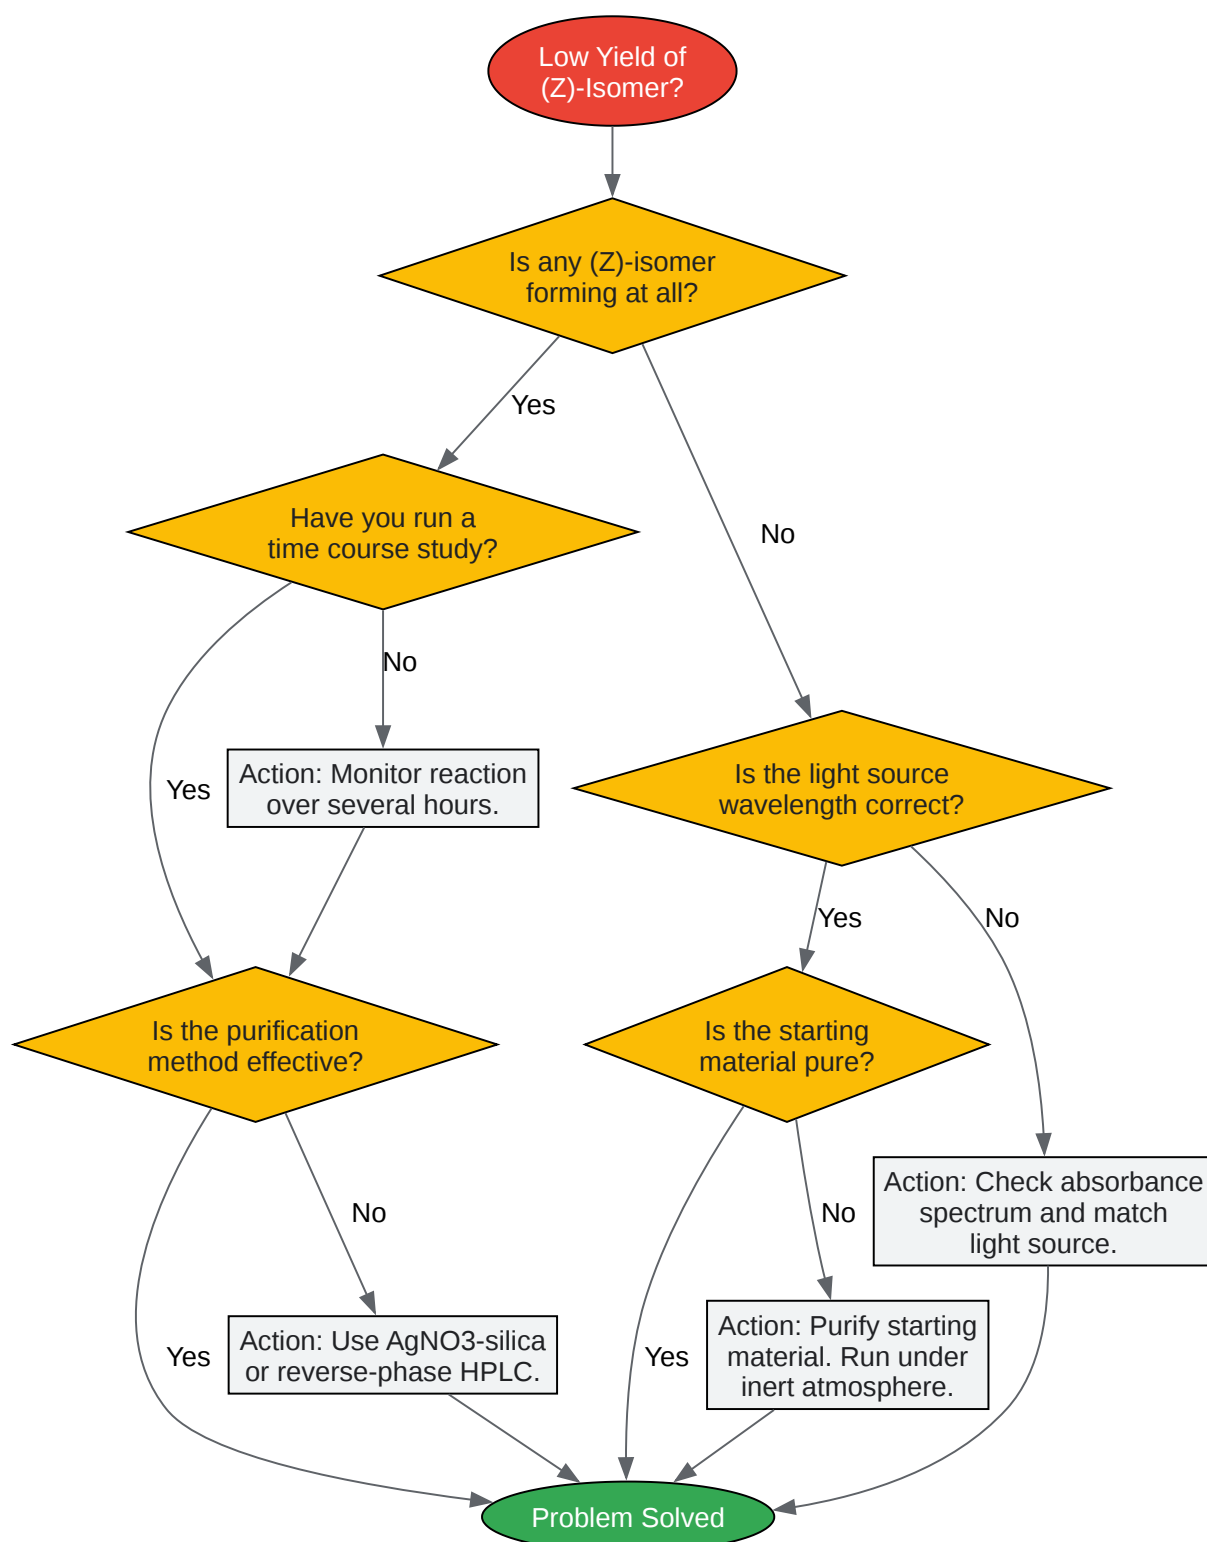 Low Yield of
(Z)-Isomer?
Is any (Z)-isomer
forming at all?
Yes
No
Have you run a
time course study?
No
Yes
Action: Monitor reaction
over several hours.
Is the light source
wavelength correct?
Yes
No
Is the purification
method effective?
Is the starting
material pure?
No
Yes
Action: Use AgNO3-silica
or reverse-phase HPLC.
No
Yes
Action: Purify starting
material. Run under
inert atmosphere.
Action: Check absorbance
spectrum and match
light source.
Problem Solved